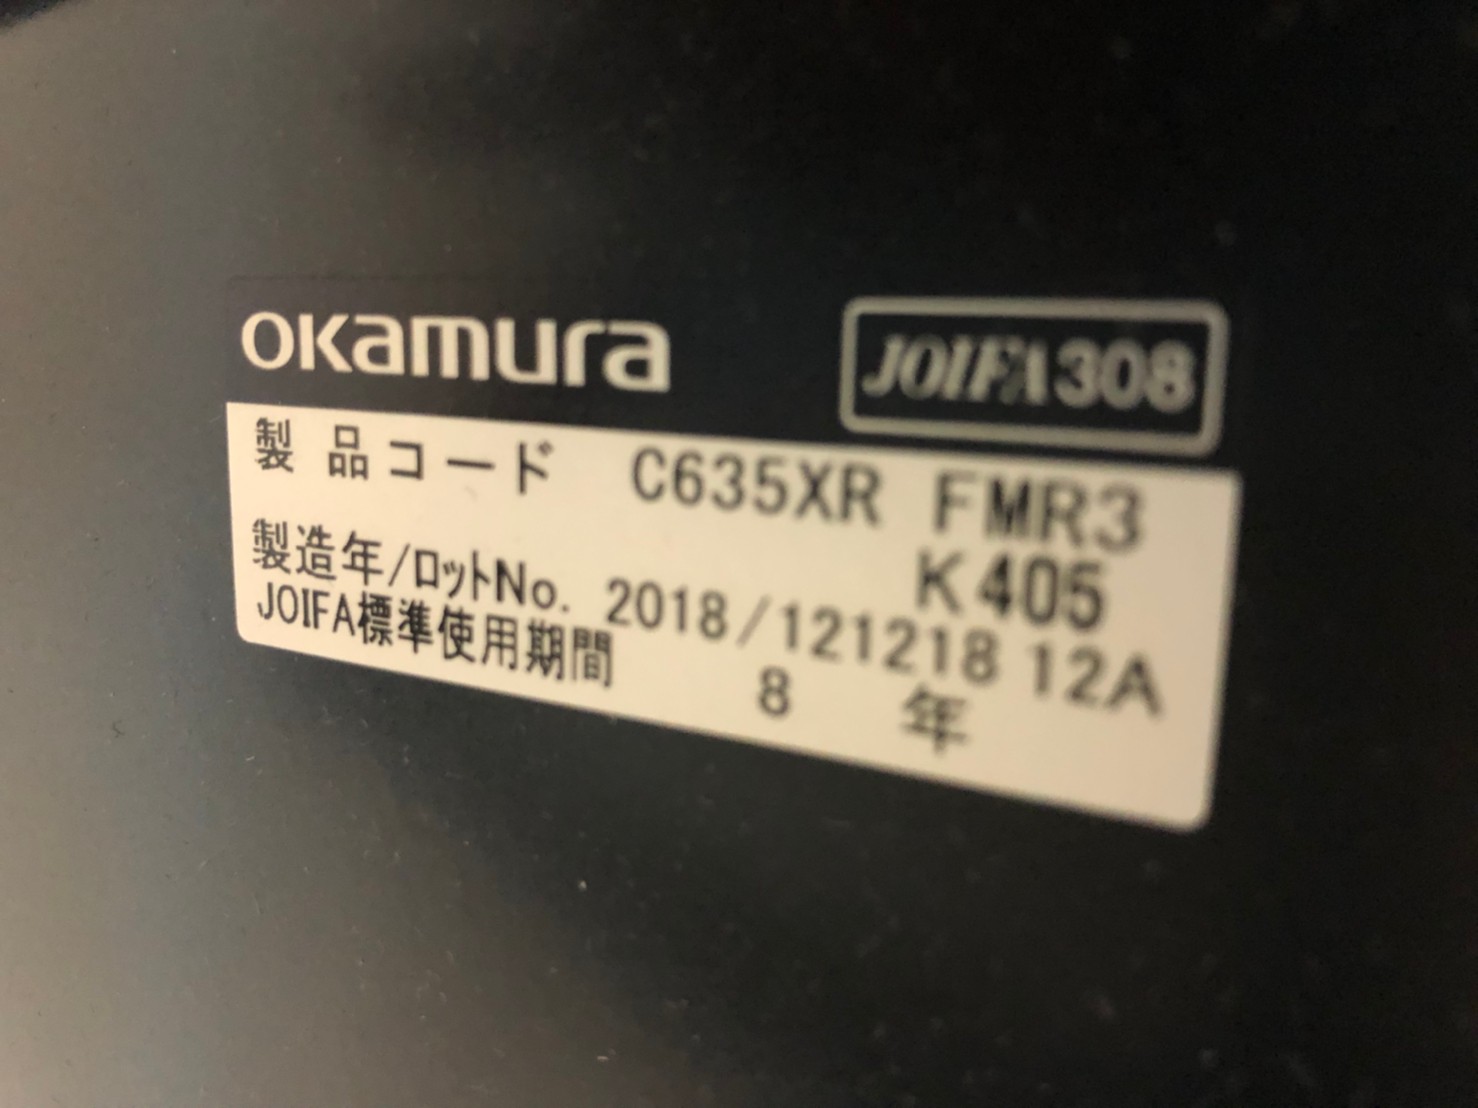 okamura
JOIFA308
製品コード C635XR FMR3
K405
製造年/ロットNo. 2018/121218 12A
JOIFA標準使用期間 8 年